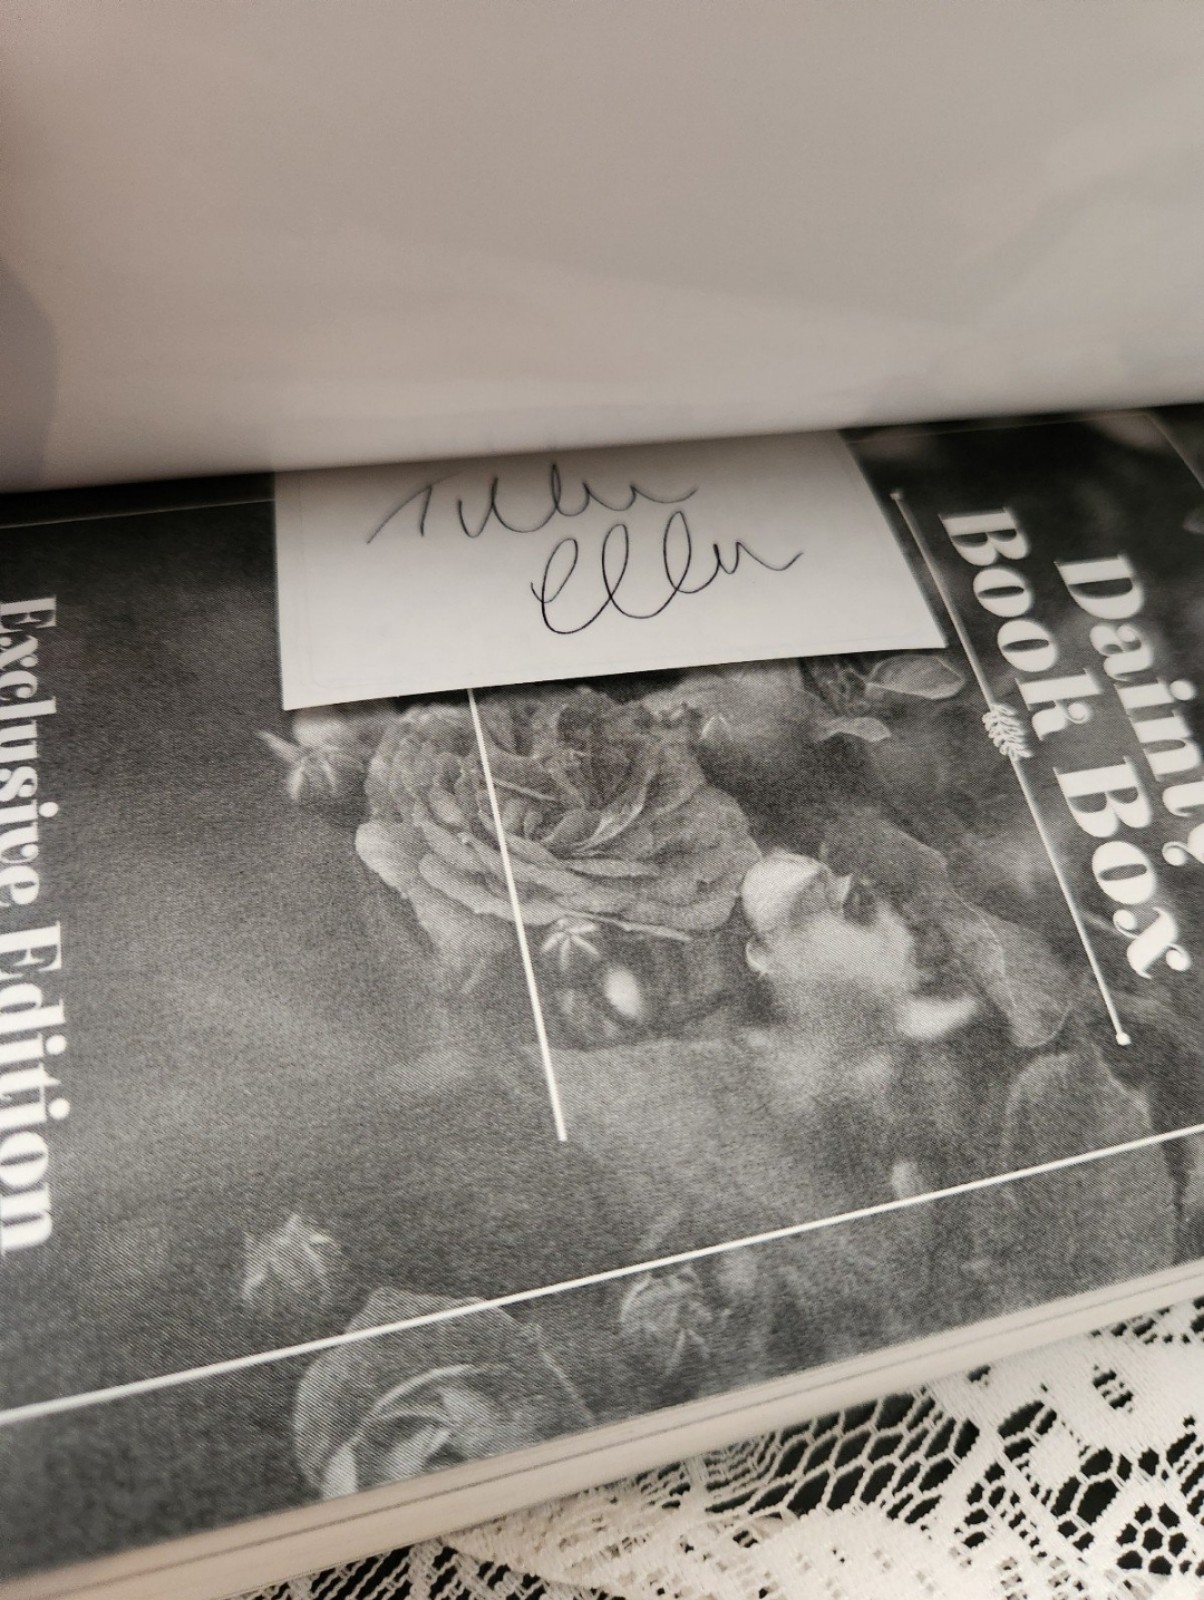 Dainty
Book Box
Exclusive Edition